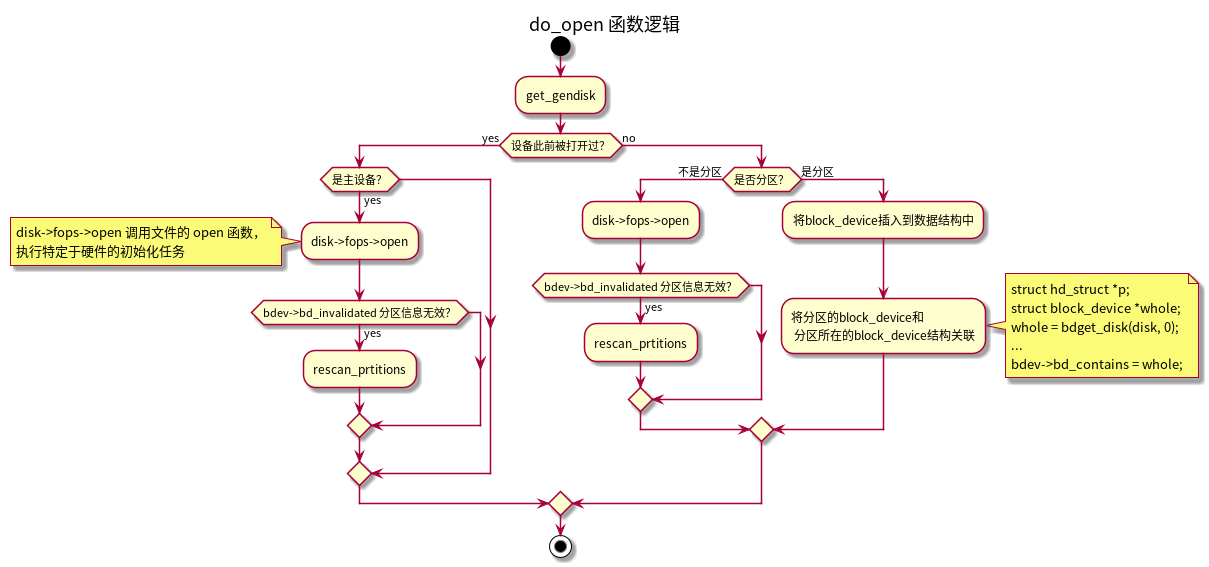 do_open 函数逻辑
get_gendisk
yes
设备此前被打开过?
no
是主设备?
yes
disk->fops->open 调用文件的 open 函数,
执行特定于硬件的初始化任务
disk->fops->open
bdev->bd_invalidated 分区信息无效?
yes
rescan_prtitions
不是分区
是否分区?
是分区
disk->fops->open
bdev->bd_invalidated 分区信息无效?
yes
rescan_prtitions
将block_device插入到数据结构中
将分区的block_device和
分区所在的block_device结构关联
struct hd_struct *p;
struct block_device *whole;
whole = bdget_disk(disk, 0);
...
bdev->bd_contains = whole;